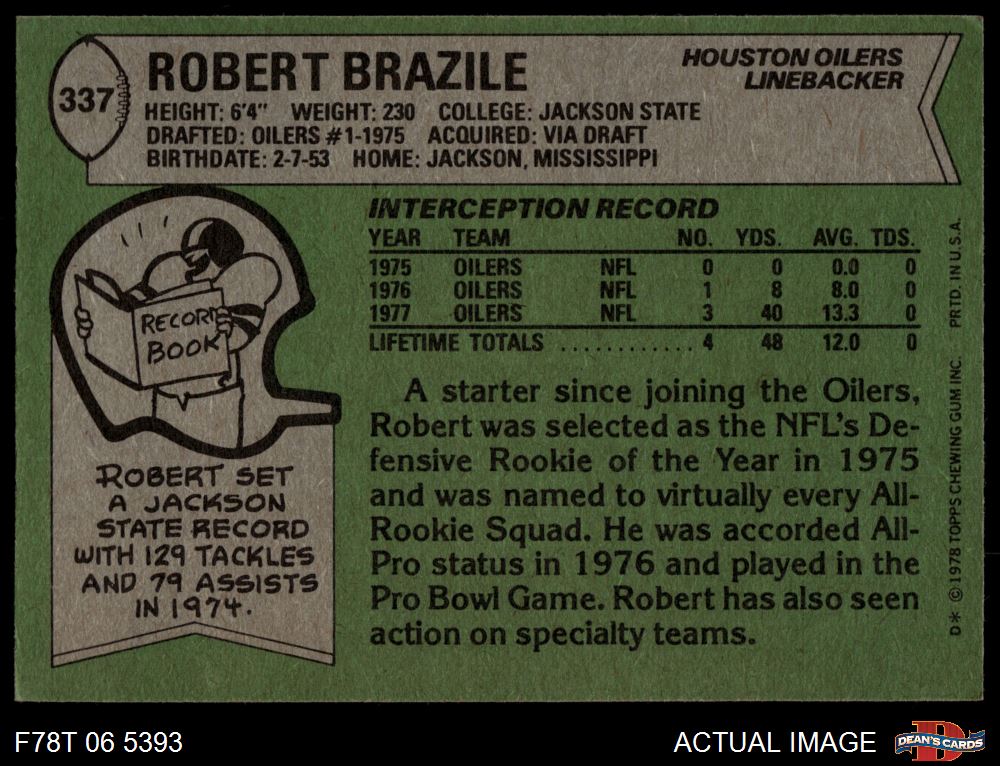 337
ROBERT BRAZILE
HOUSTON OILERS
LINEBACKER
HEIGHT: 6'4" WEIGHT: 230 COLLEGE: JACKSON STATE
DRAFTED: OILERS #1-1975 ACQUIRED: VIA DRAFT
BIRTHDATE: 2-7-53 HOME: JACKSON, MISSISSIPPI
INTERCEPTION RECORD
YEAR TEAM NO. YDS. AVG. TDS.
1975 OILERS NFL 0 0 0.0 0
1976 OILERS NFL 1 8 8.0 0
1977 OILERS NFL 3 40 13.3 0
LIFETIME TOTALS ............ 4 48 12.0 0
RECORD
BOOK
ROBERT SET
A JACKSON
STATE RECORD
WITH 129 TACKLES
AND 79 ASSISTS
IN 1974.
A starter since joining the Oilers,
Robert was selected as the NFL's De-
fensive Rookie of the Year in 1975
and was named to virtually every All-
Rookie Squad. He was accorded All-
Pro status in 1976 and played in the
Pro Bowl Game. Robert has also seen
action on specialty teams.
D* © 1978 TOPPS CHEWING GUM INC. PRTD. IN U.S.A.
F78T 06 5393
ACTUAL IMAGE
DEAN'S CARDS